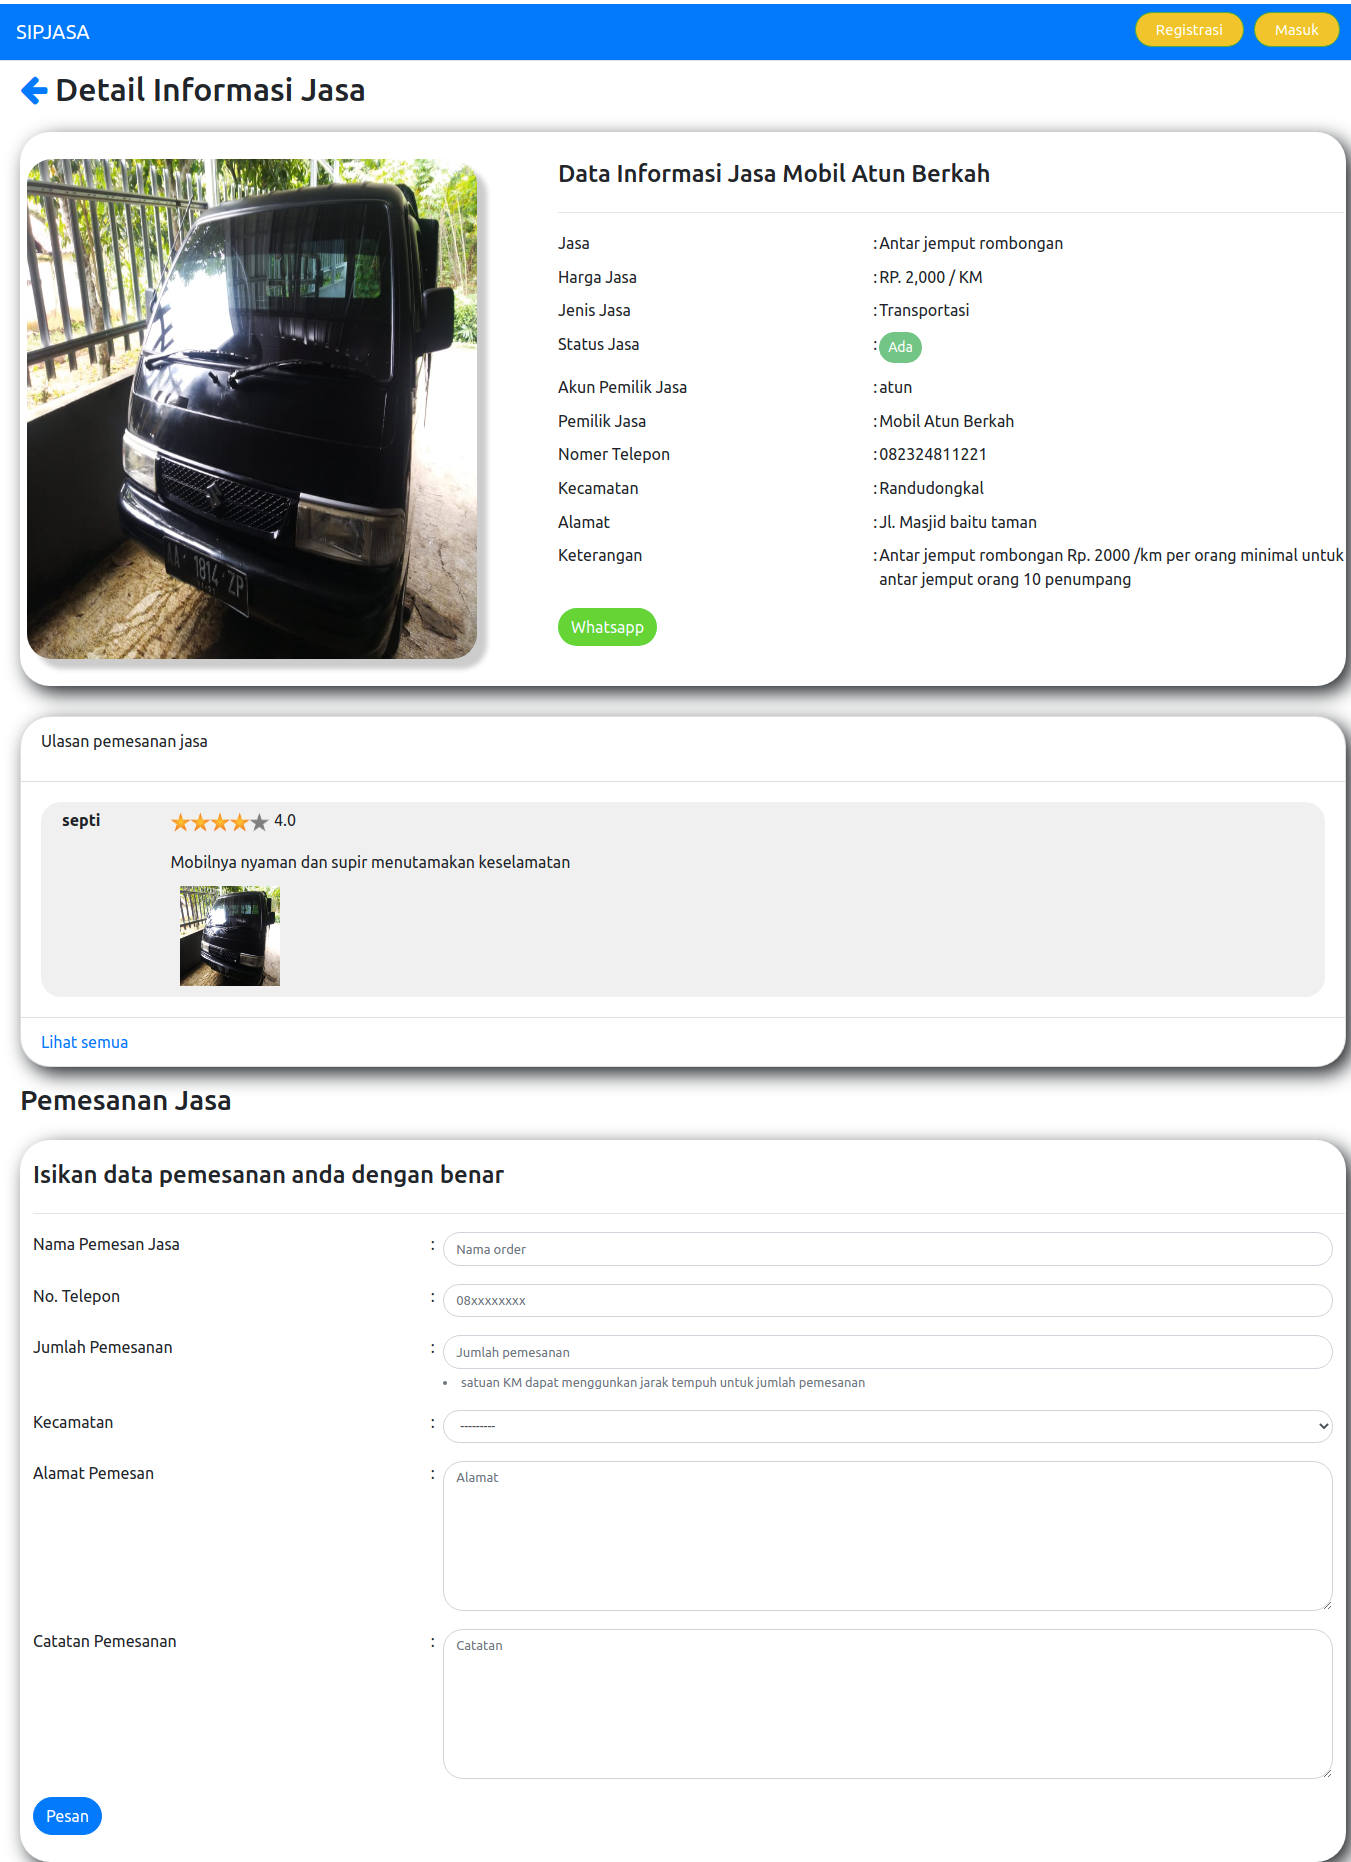 SIPJASA
Registrasi
Masuk
Detail Informasi Jasa
Data Informasi Jasa Mobil Atun Berkah
Jasa : Antar jemput rombongan
Harga Jasa : RP. 2,000 / KM
Jenis Jasa : Transportasi
Status Jasa : Ada
Akun Pemilik Jasa : atun
Pemilik Jasa : Mobil Atun Berkah
Nomer Telepon : 082324811221
Kecamatan : Randudongkal
Alamat : Jl. Masjid baitu taman
Keterangan : Antar jemput rombongan Rp. 2000 /km per orang minimal untuk
antar jemput orang 10 penumpang
Whatsapp
AA 1814 ZP
Ulasan pemesanan jasa
septi 4.0
Mobilnya nyaman dan supir menutamakan keselamatan
Lihat semua
Pemesanan Jasa
Isikan data pemesanan anda dengan benar
Nama Pemesan Jasa : Nama order
No. Telepon : 08xxxxxxxx
Jumlah Pemesanan : Jumlah pemesanan
• satuan KM dapat menggunkan jarak tempuh untuk jumlah pemesanan
Kecamatan : ---------
Alamat Pemesan : Alamat
Catatan Pemesanan : Catatan
Pesan